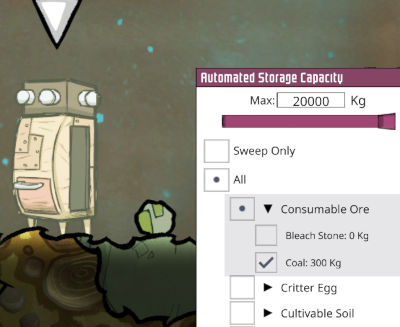 Automated Storage Capacity
Max: 20000 Kg
Sweep Only
All
Consumable Ore
Bleach Stone: 0 Kg
Coal: 300 Kg
Critter Egg
Cultivable Soil